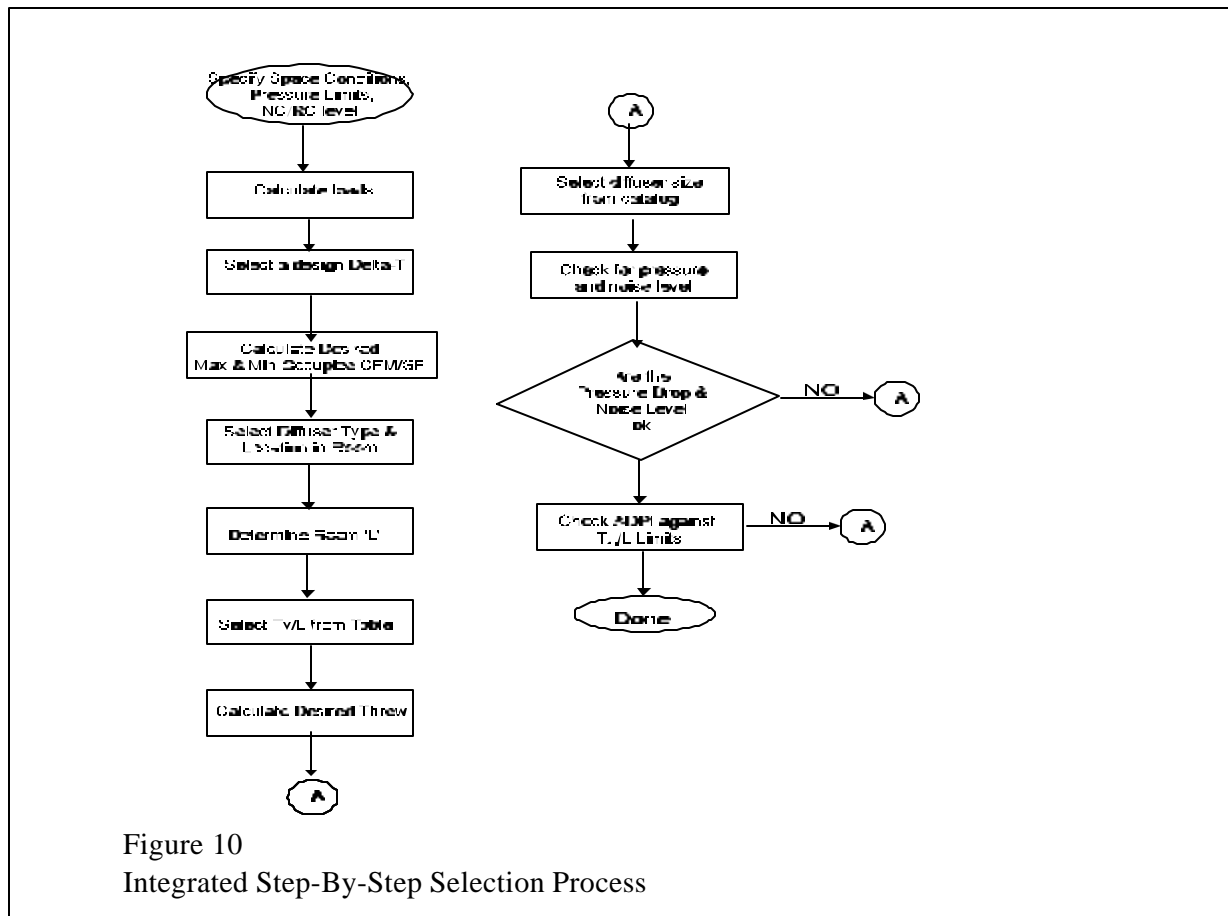 Specify Space Conditions,
Pressure Limits,
NC/RC level
Calculate loads
Select a design Delta-T
Calculate Desired
Max & Min Occupied CFM/SF
Select Diffuser Type &
Location in Room
Determine Room 'L'
Select Tv/L from Table
Calculate Desired Throw
A
A
Select diffuser size
from catalog
Check for pressure
and noise level
Are the
Pressure Drop &
Noise Level
ok
NO
A
Check ADPI against
Tv/L Limits
NO
A
Done
Figure 10
Integrated Step-By-Step Selection Process